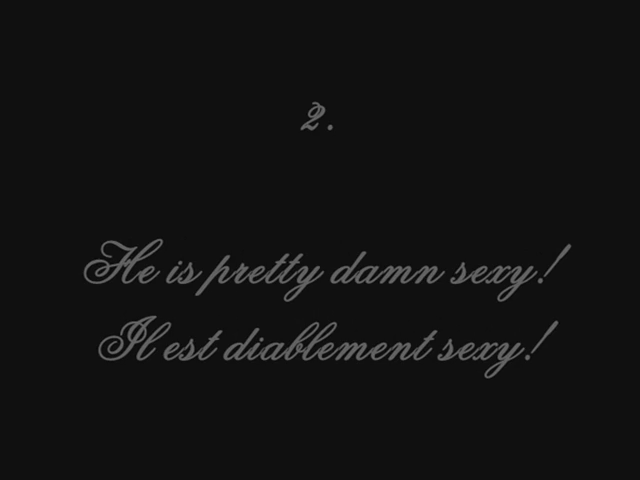 2.
He is pretty damn sexy!
Il est diablement sexy!